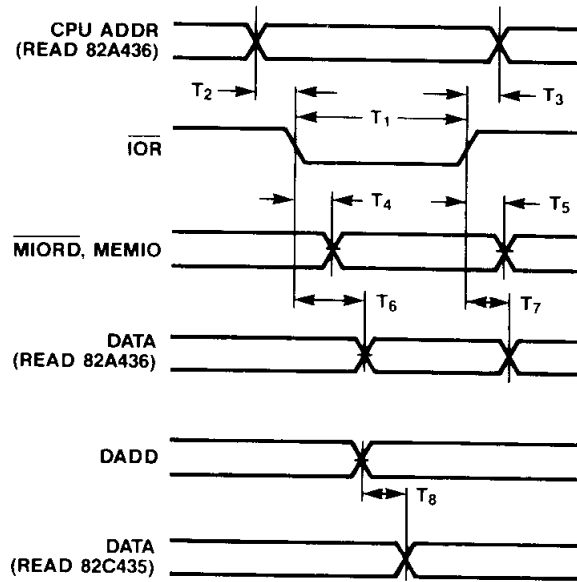 CPU ADDR
(READ 82A436)
T2
T3
T1
IOR
T4
T5
MIORD, MEMIO
T6
T7
DATA
(READ 82A436)
DADD
T8
DATA
(READ 82C435)